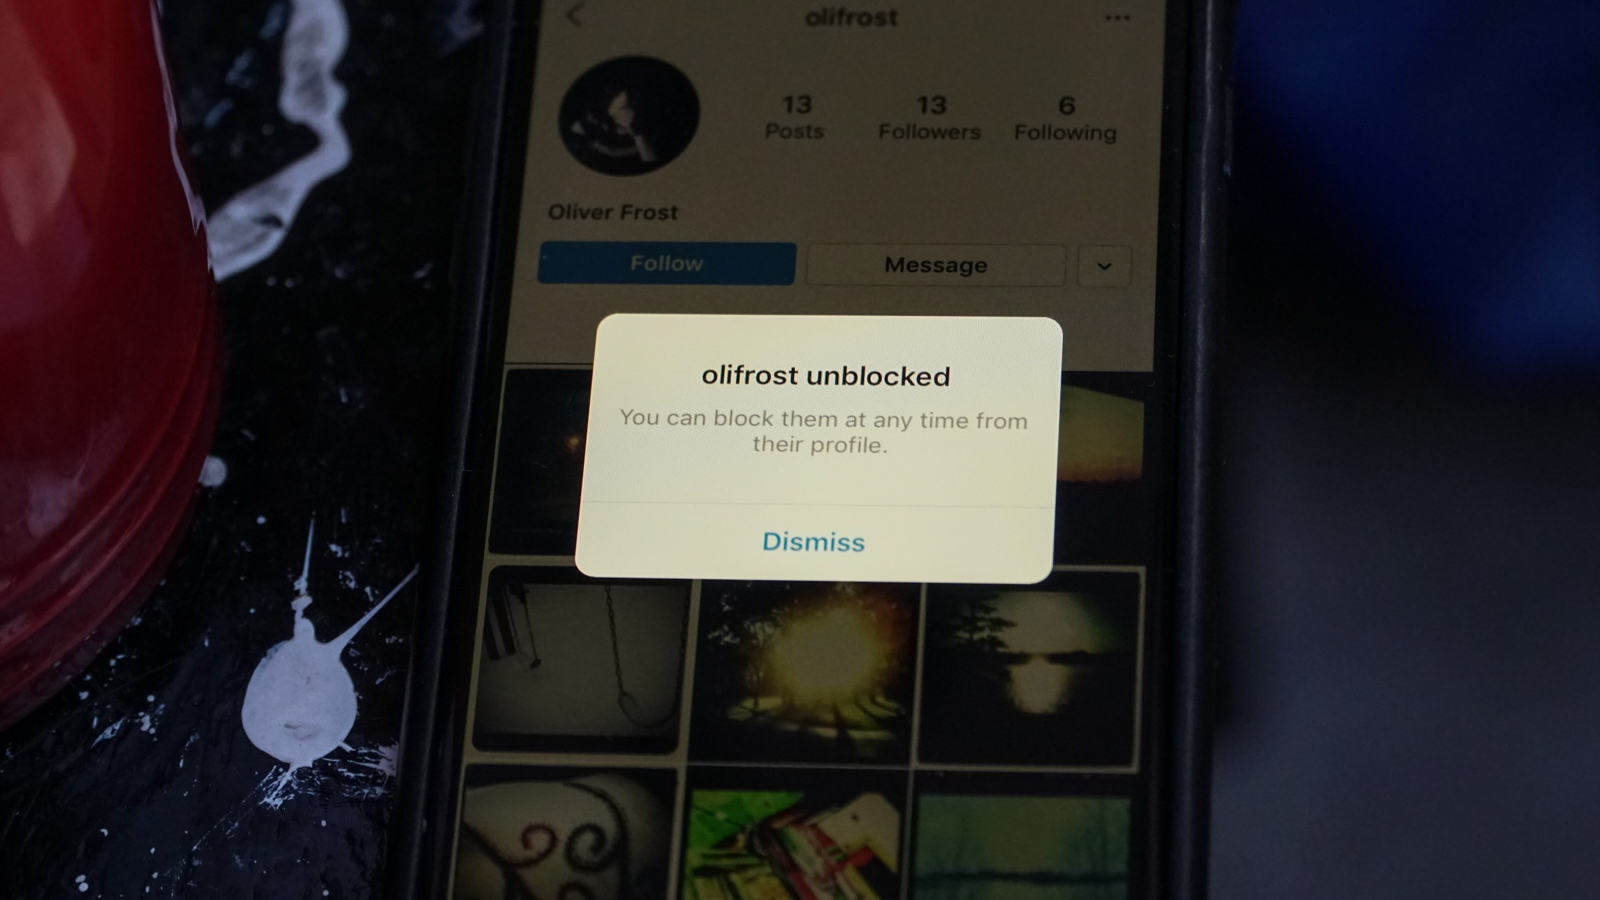 olifrost
13 13 6
Posts Followers Following
Oliver Frost
Follow Message
olifrost unblocked
You can block them at any time from
their profile.
Dismiss